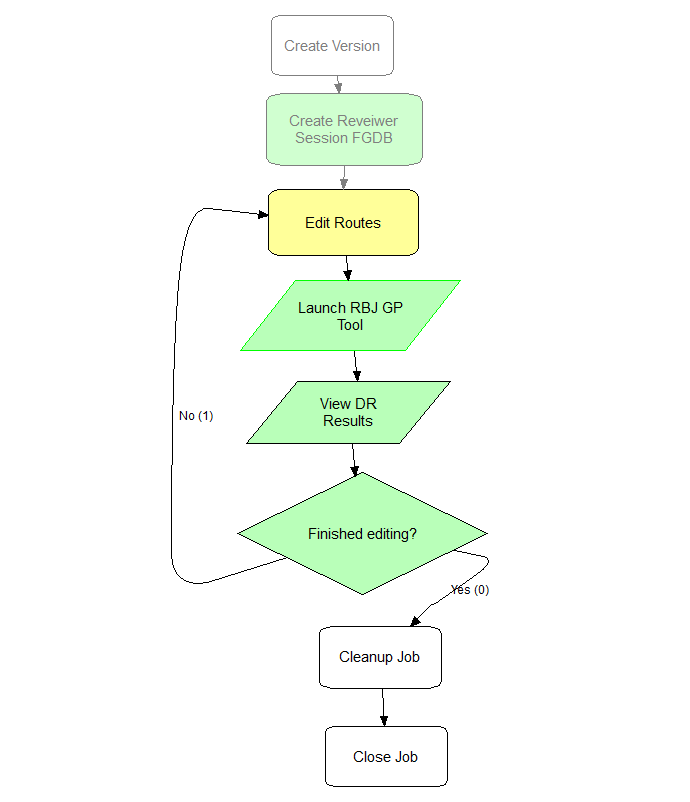 Create Version
Create Reveiwer
Session FGDB
Edit Routes
Launch RBJ GP
Tool
View DR
Results
No (1)
Finished editing?
Yes (0)
Cleanup Job
Close Job